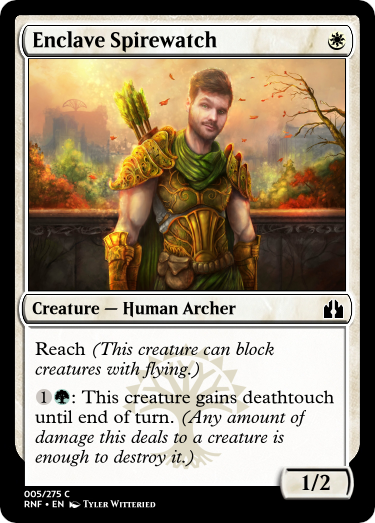 Enclave Spirewatch
Creature — Human Archer
Reach (This creature can block
creatures with flying.)
1: This creature gains deathtouch
until end of turn. (Any amount of
damage this deals to a creature is
enough to destroy it.)
1/2
005/275 C
RNF • EN Tyler Witteried